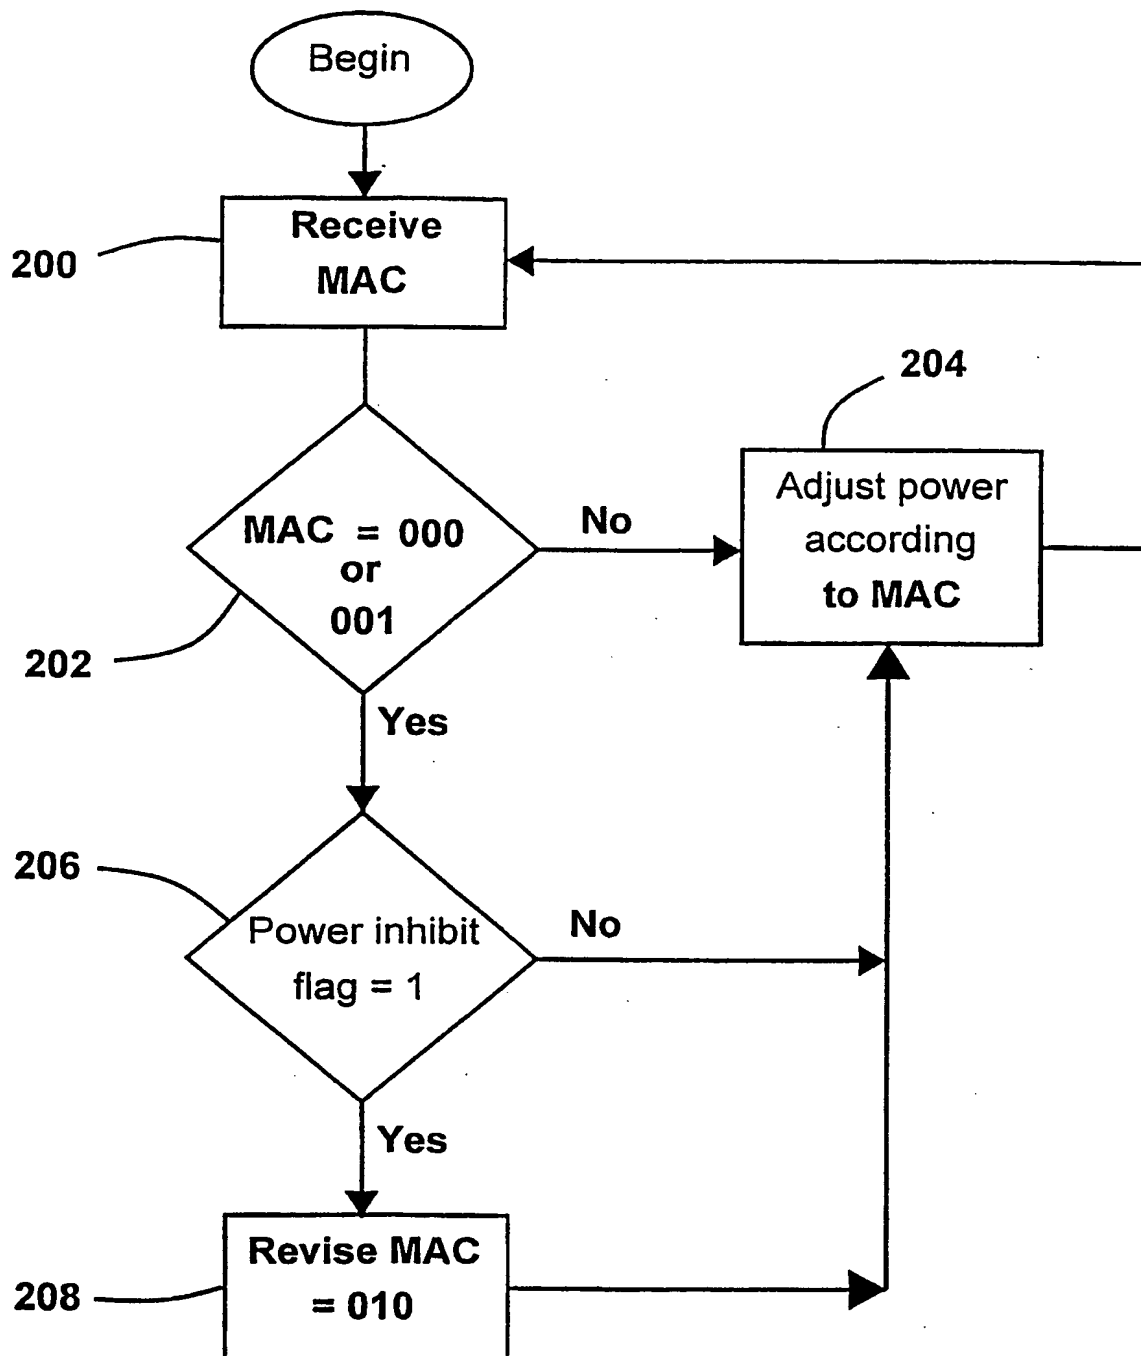 Begin
Receive
MAC
200
204
Adjust power
according
to MAC
MAC = 000
or
001
No
202
Yes
206
Power inhibit
flag = 1
No
Yes
Revise MAC
= 010
208